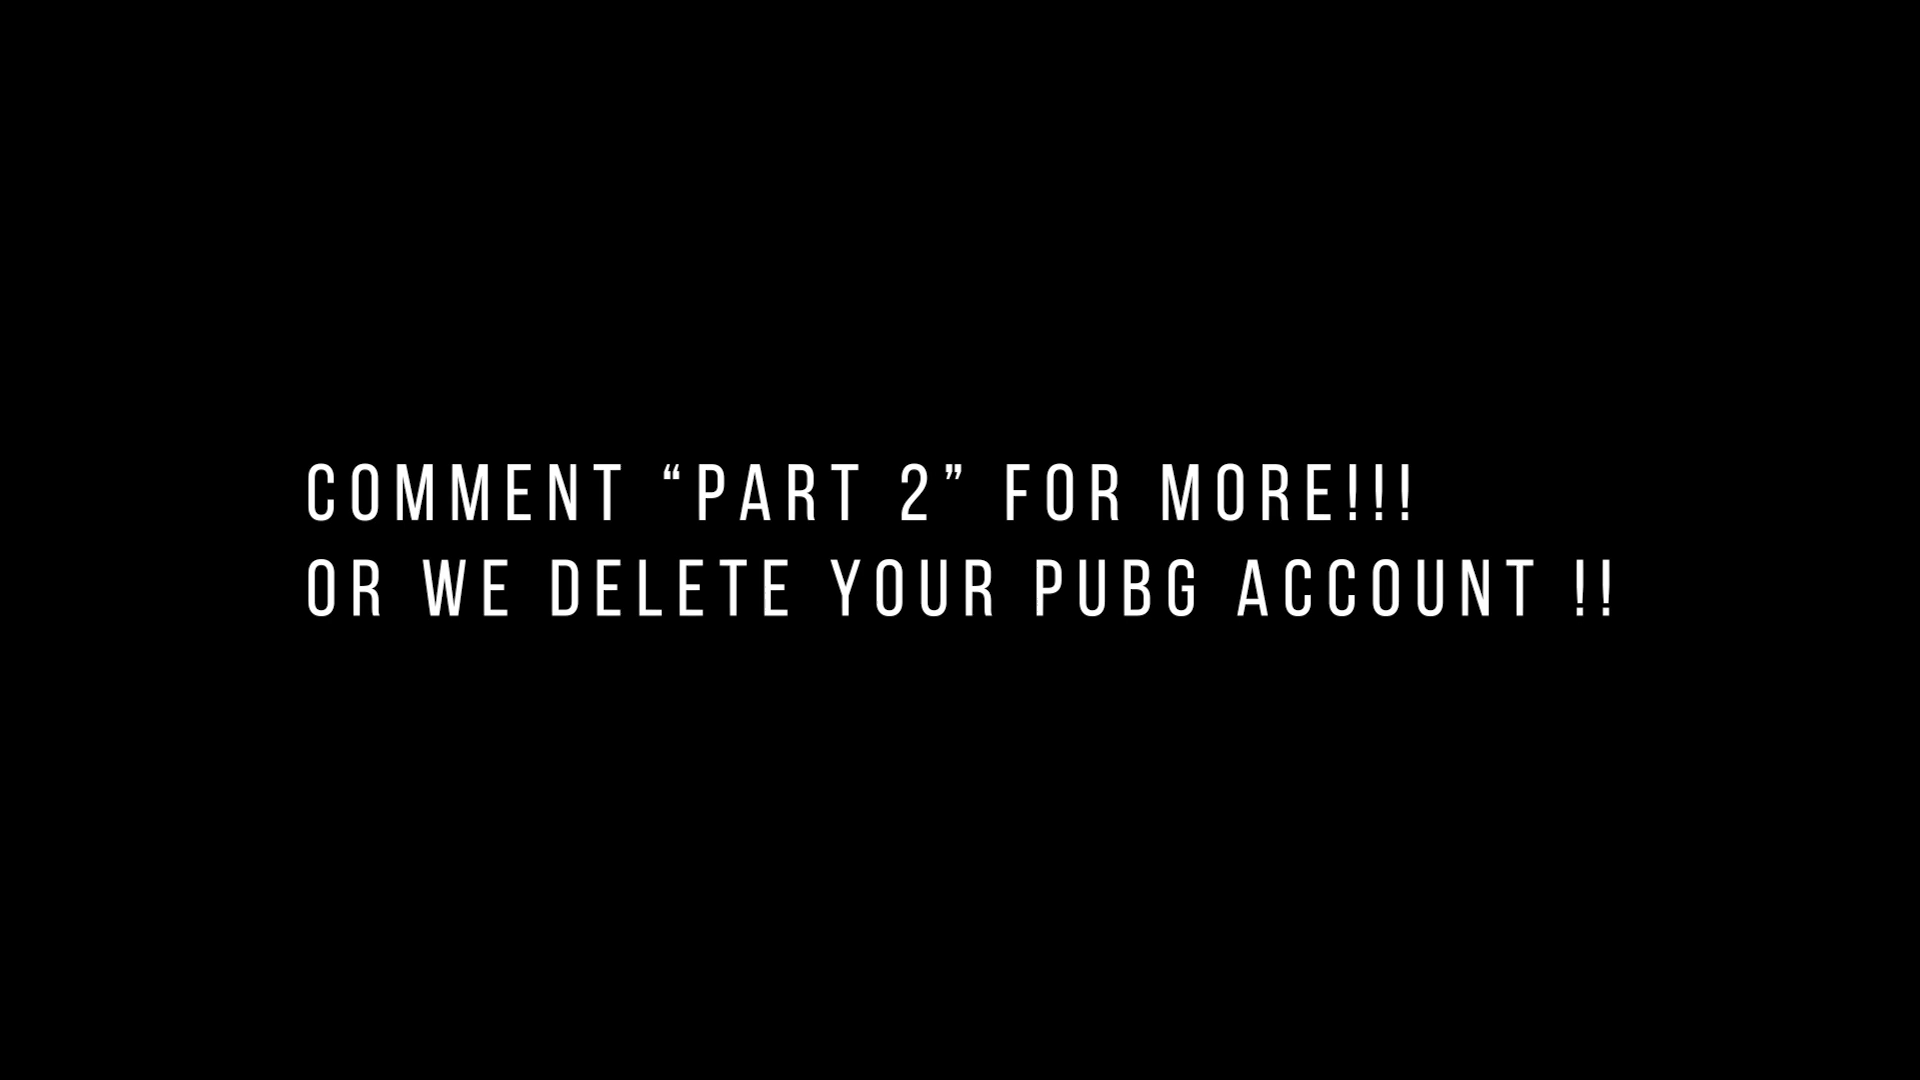 COMMENT “PART 2” FOR MORE!!!
OR WE DELETE YOUR PUBG ACCOUNT !!